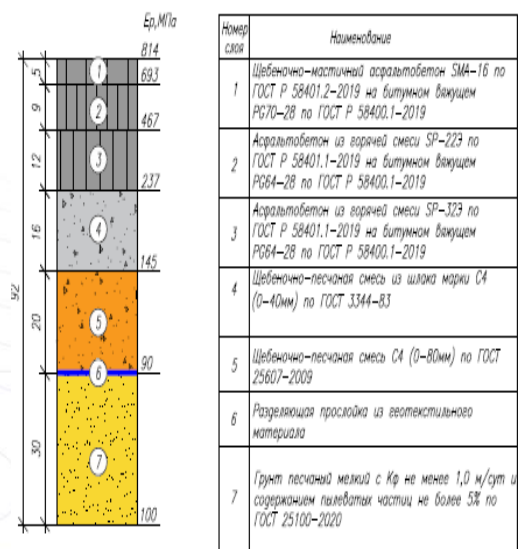 Ер,МПа
814
1
693
5
2
467
9
3
237
12
4
145
16
5
90
20
6
7
100
30
92
Номер слоя
Наименование
1
Щебеночно-мастичный асфальтобетон SMA-16 по
ГОСТ Р 58401.2-2019 на битумном вяжущем
PG70-28 по ГОСТ Р 58400.1-2019
2
Асфальтобетон из горячей смеси SP-22Э по
ГОСТ Р 58401.1-2019 на битумном вяжущем
PG64-28 по ГОСТ Р 58400.1-2019
3
Асфальтобетон из горячей смеси SP-32Э по
ГОСТ Р 58401.1-2019 на битумном вяжущем
PG64-28 по ГОСТ Р 58400.1-2019
4
Щебеночно-песчаная смесь из шлака марки С4
(0-40мм) по ГОСТ 3344-83
5
Щебеночно-песчаная смесь С4 (0-80мм) по ГОСТ
25607-2009
6
Разделяющая прослойка из геотекстильного
материала
7
Грунт песчаный мелкий с Кф не менее 1,0 м/сут и
содержанием пылеватых частиц не более 5% по
ГОСТ 25100-2020